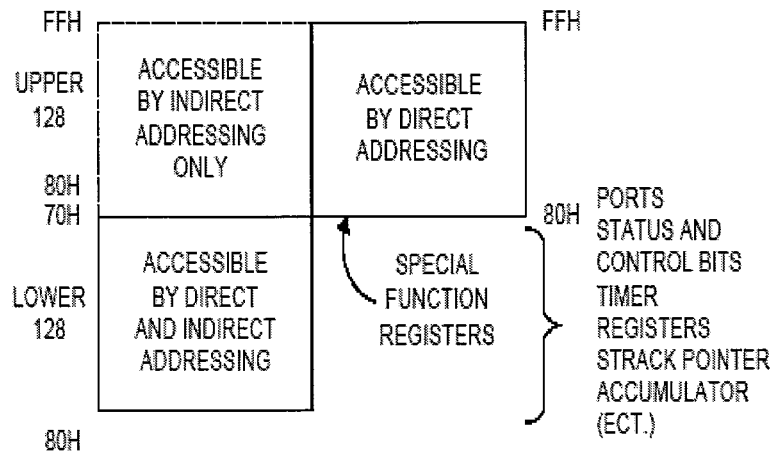 FFH
UPPER
128
80H
70H
LOWER
128
80H
ACCESSIBLE
BY INDIRECT
ADDRESSING
ONLY
ACCESSIBLE
BY DIRECT
ADDRESSING
FFH
80H
ACCESSIBLE
BY DIRECT
AND INDIRECT
ADDRESSING
SPECIAL
FUNCTION
REGISTERS
PORTS
STATUS AND
CONTROL BITS
TIMER
REGISTERS
STRACK POINTER
ACCUMULATOR
(ECT.)